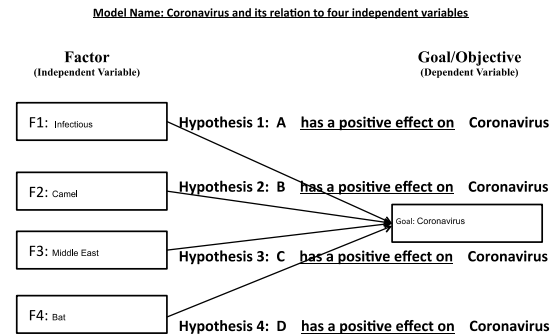 Model Name: Coronavirus and its relation to four independent variables
Factor
(Independent Variable)
Goal/Objective
(Dependent Variable)
F1: Infectious
Hypothesis 1: A has a positive effect on Coronavirus
F2: Camel
Hypothesis 2: B has a positive effect on Coronavirus
Goal: Coronavirus
F3: Middle East
Hypothesis 3: C has a positive effect on Coronavirus
F4: Bat
Hypothesis 4: D has a positive effect on Coronavirus